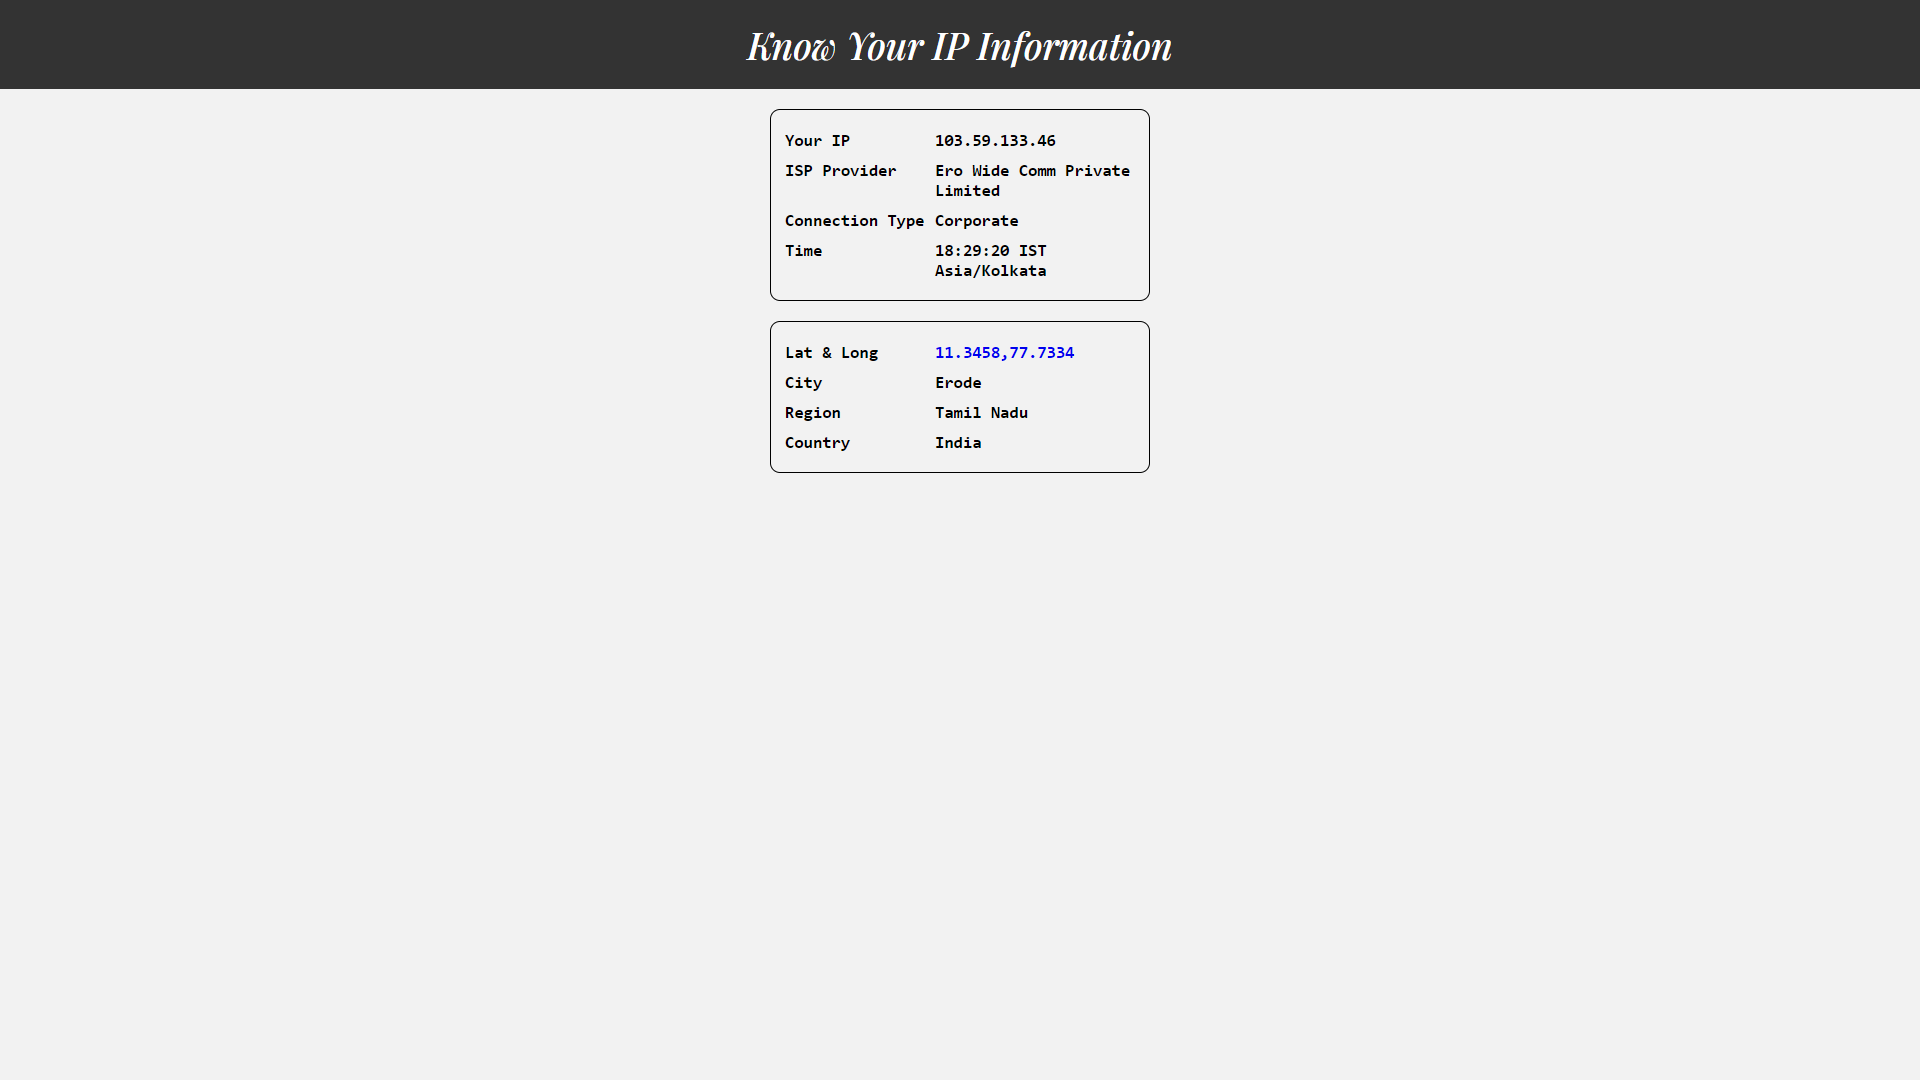 Know Your IP Information
Your IP 103.59.133.46
ISP Provider Ero Wide Comm Private
Limited
Connection Type Corporate
Time 18:29:20 IST
Asia/Kolkata
Lat & Long 11.3458,77.7334
City Erode
Region Tamil Nadu
Country India